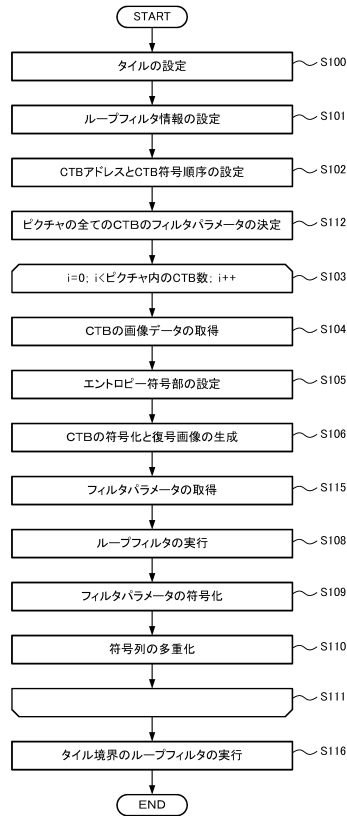 START
タイルの設定
S100
ループフィルタ情報の設定
S101
CTBアドレスとCTB符号順序の設定
S102
ピクチャの全てのCTBのフィルタパラメータの決定
S112
i=0; i<ピクチャ内のCTB数; i++
S103
CTBの画像データの取得
S104
エントロピー符号部の設定
S105
CTBの符号化と復号画像の生成
S106
フィルタパラメータの取得
S115
ループフィルタの実行
S108
フィルタパラメータの符号化
S109
符号列の多重化
S110
S111
タイル境界のループフィルタの実行
S116
END